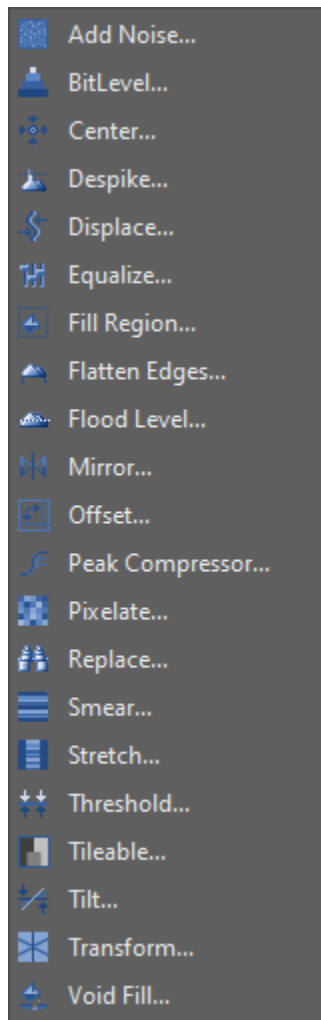 Add Noise...
BitLevel...
Center...
Despike...
Displace...
Equalize...
Fill Region...
Flatten Edges...
Flood Level...
Mirror...
Offset...
Peak Compressor...
Pixelate...
Replace...
Smear...
Stretch...
Threshold...
Tileable...
Tilt...
Transform...
Void Fill...